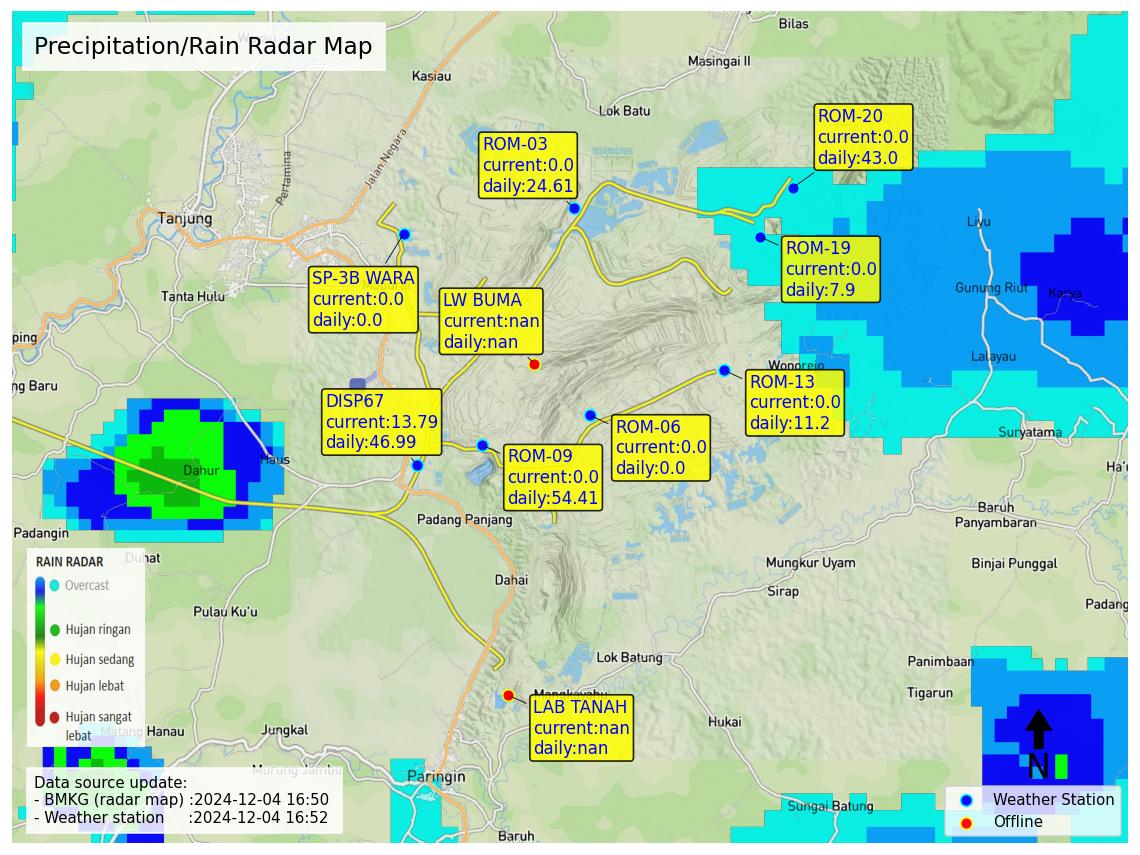 Precipitation/Rain Radar Map
Bilas
Masingai II
Kasiau
Lok Batu
Jalan Negara
Pertamina
Tanjung
Tanta Hulu
ROM-20
current:0.0
daily:43.0
ROM-03
current:0.0
daily:24.61
ROM-19
current:0.0
daily:7.9
SP-3B WARA
current:0.0
daily:0.0
LW BUMA
current:nan
daily:nan
Liyu
Gunung Riut
Karya
Lalayau
Wonorejo
ROM-13
current:0.0
daily:11.2
DISP67
current:13.79
daily:46.99
ROM-06
current:0.0
daily:0.0
ROM-09
current:0.0
daily:54.41
ping
ng Baru
Haus
Dahur
Suryatama
Ha'u
Padangin
Duhat
Padang Panjang
Baruh
Panyambaran
Mungkur Uyam
Binjai Punggal
Dahai
Sirap
Padang
Pulau Ku'u
RAIN RADAR
Overcast
Hujan ringan
Hujan sedang
Hujan lebat
Hujan sangat
lebat
Lok Batung
Panimbaan
Tigarun
LAB TANAH
current:nan
daily:nan
Hukai
Matang Hanau
Jungkal
Murung Jambu
Paringin
Sungai Batung
Baruh
N
Data source update:
- BMKG (radar map) :2024-12-04 16:50
- Weather station :2024-12-04 16:52
Weather Station
Offline